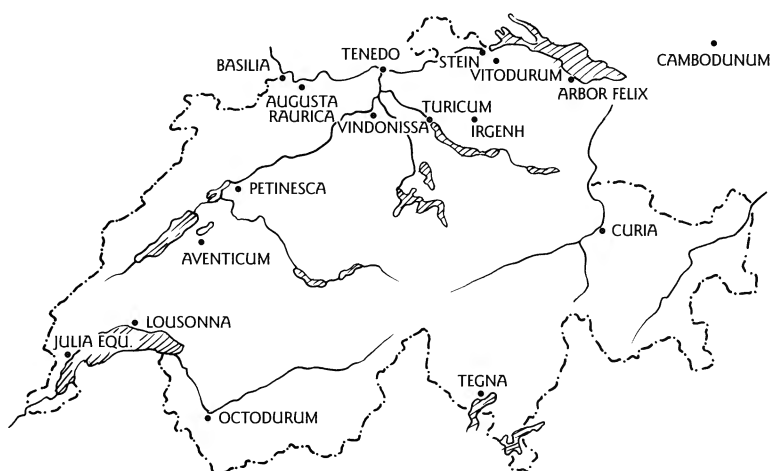 TENEDO
BASILIA
STEIN
CAMBODUNUM
VITODURUM
AUGUSTA
RAURICA
ARBOR FELIX
TURICUM
VINDONISSA
IRGENH
PETINESCA
CURIA
AVENTICUM
LOUSONNA
JULIA EQU.
TEGNA
OCTODURUM